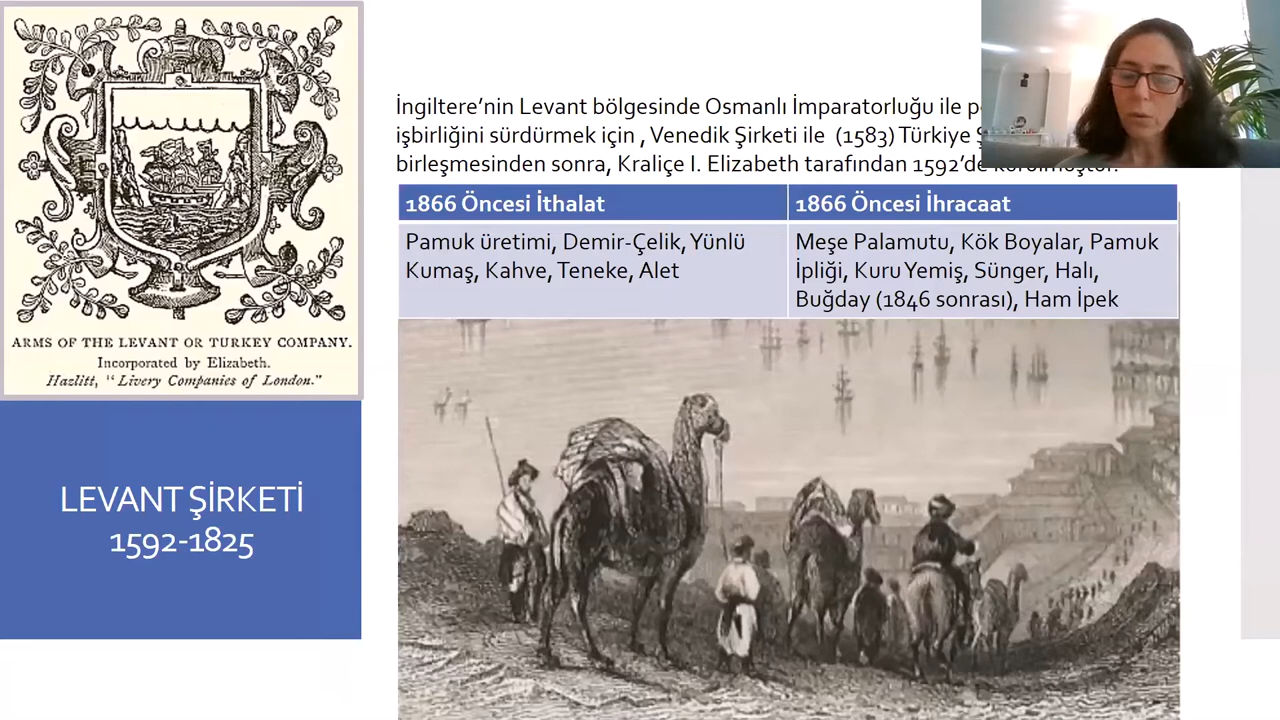 İngiltere'nin Levant bölgesinde Osmanlı İmparatorluğu ile
işbirliğini sürdürmek için , Venedik Şirketi ile (1583) Türkiye
birleşmesinden sonra, Kraliçe I. Elizabeth tarafından 1592'de
1866 Öncesi İthalat
Pamuk üretimi, Demir-Çelik, Yünlü
Kumaş, Kahve, Teneke, Alet
1866 Öncesi İhracaat
Meşe Palamutu, Kök Boyalar, Pamuk
İpliği, Kuru Yemiş, Sünger, Halı,
Buğday (1846 sonrası), Ham İpek
ARMS OF THE LEVANT OR TURKEY COMPANY.
Incorporated by Elizabeth.
Hazlitt, "Livery Companies of London."
LEVANT ŞİRKETİ
1592-1825